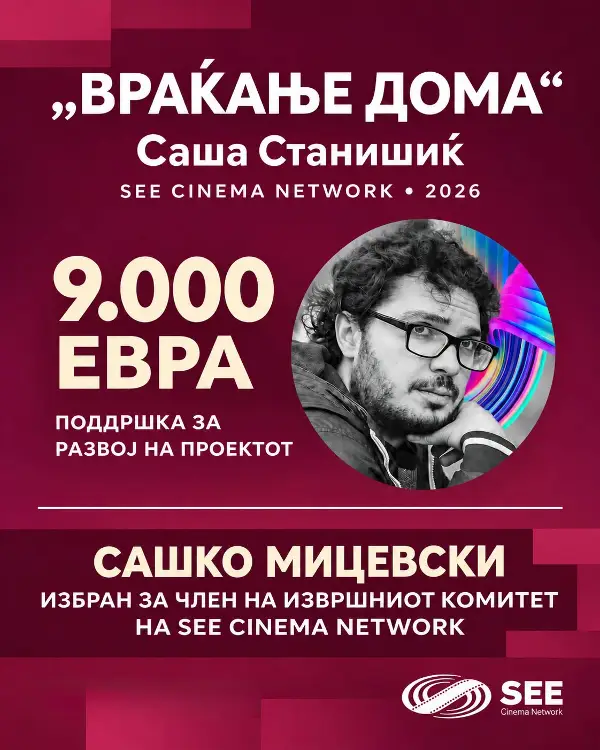 „ВРАЌАЊЕ ДОМА“
Саша Станишиќ
SEE CINEMA NETWORK • 2026
9.000
ЕВРА
ПОДДРШКА ЗА
РАЗВОЈ НА ПРОЕКТОТ
САШКО МИЦЕВСКИ
ИЗБРАН ЗА ЧЛЕН НА ИЗВРШНИОТ КОМИТЕТ
НА SEE CINEMA NETWORK
SEE
Cinema Network